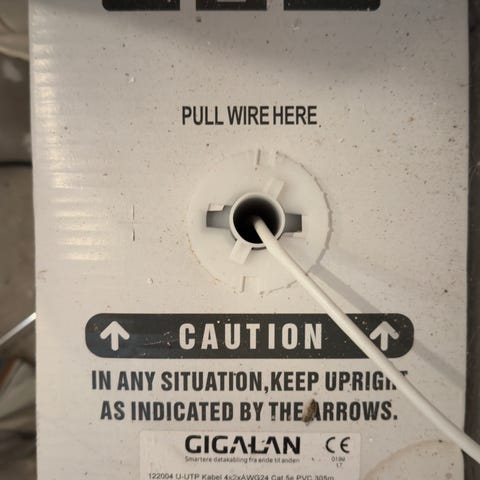 PULL WIRE HERE
CAUTION
IN ANY SITUATION,KEEP UPRIGHT
AS INDICATED BY THE ARROWS.
GIGALAN CE
Smartere datakabling fra ende til anden
122004 U-UTP Kabel 4x2xAWG24 Cat 5e PVC 305m